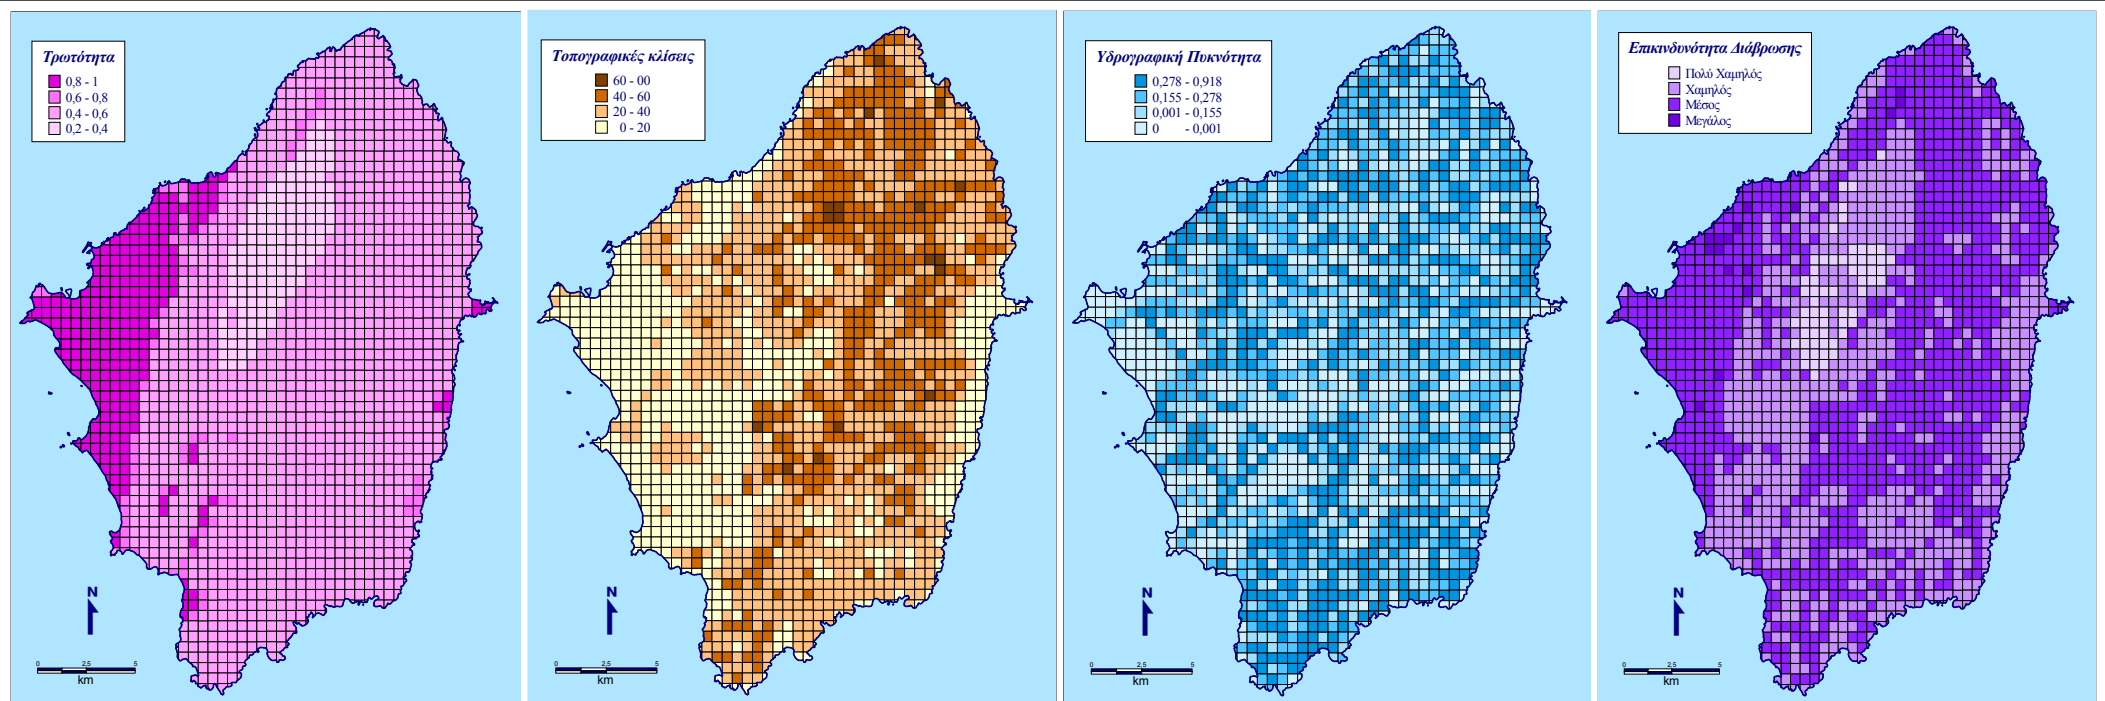 Τρωτότητα
0,8 - 1
0,6 - 0,8
0,4 - 0,6
0,2 - 0,4
N
0 2,5 5
km
Τοπογραφικές κλίσεις
60 - 00
40 - 60
20 - 40
0 - 20
N
0 2,5 5
km
Υδρογραφική Πυκνότητα
0,278 - 0,918
0,155 - 0,278
0,001 - 0,155
0 - 0,001
N
0 2,5 5
km
Επικινδυνότητα Διάβρωσης
Πολύ Χαμηλός
Χαμηλός
Μέσος
Μεγάλος
N
0 2,5 5
km